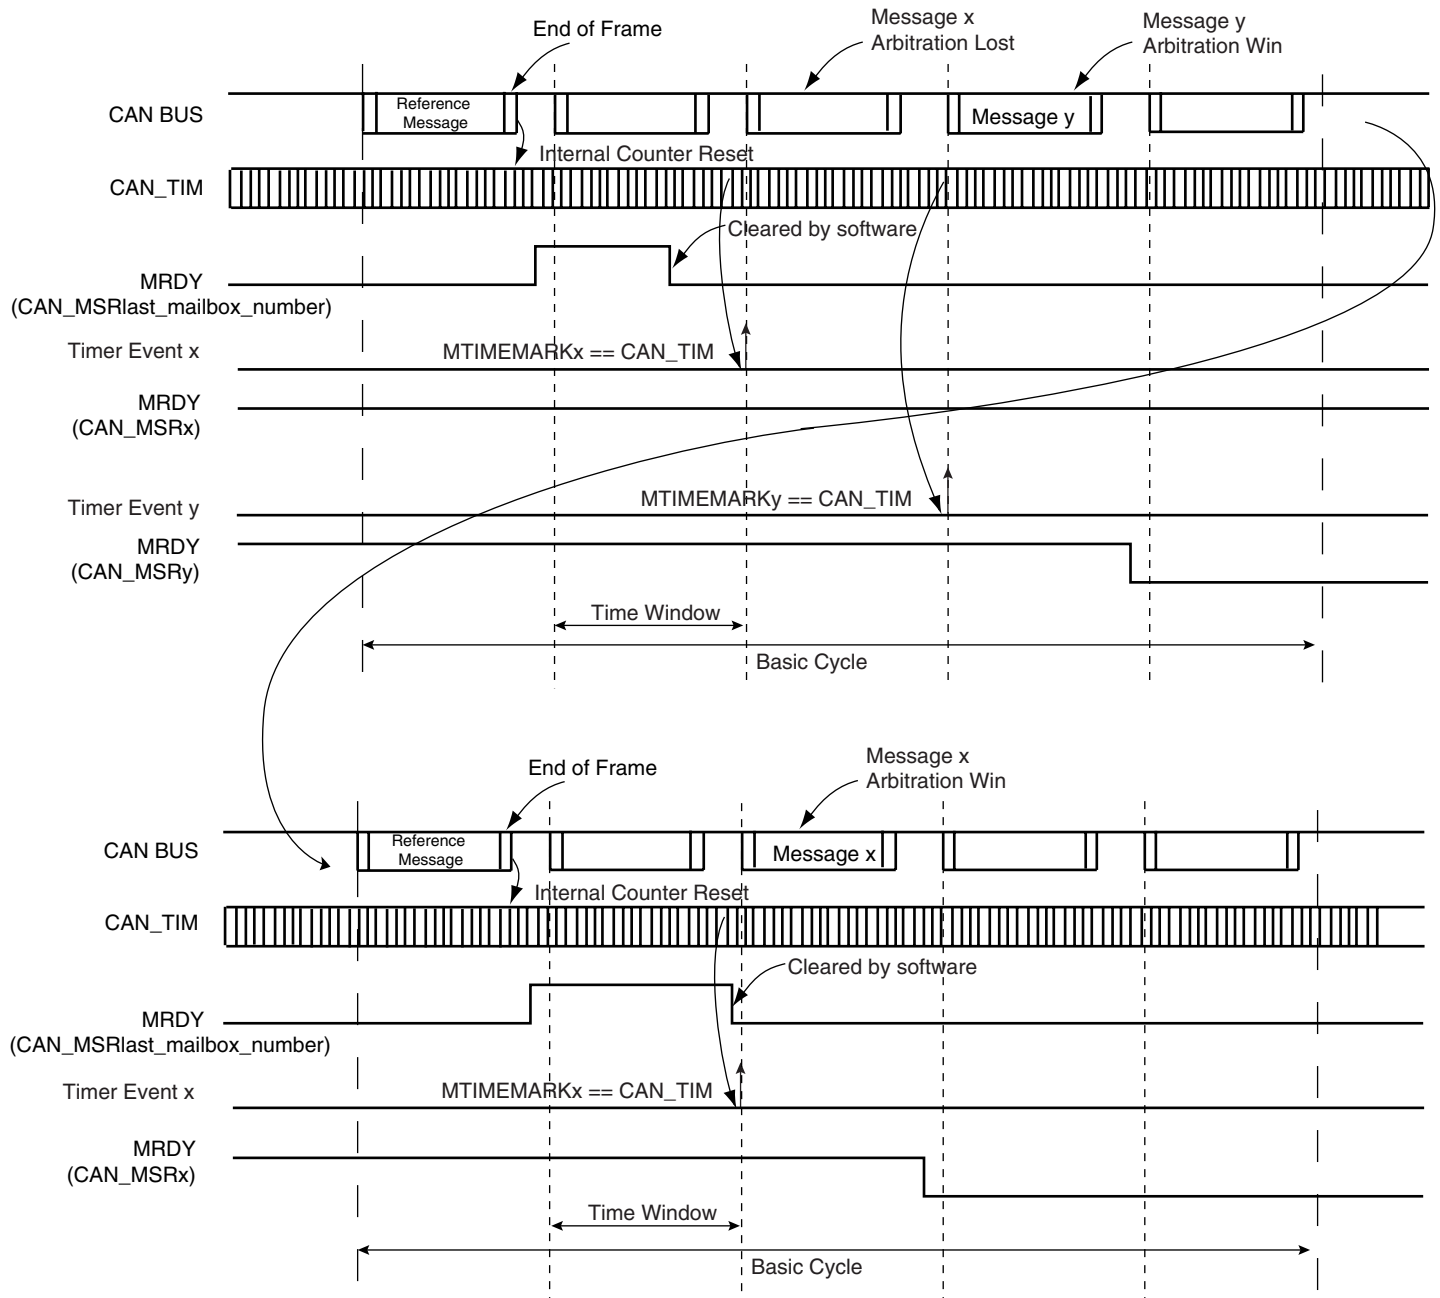 End of Frame
Message x
Arbitration Lost
Message y
Arbitration Win
CAN BUS
Reference
Message
Message y
Internal Counter Reset
CAN_TIM
Cleared by software
MRDY
(CAN_MSRlast_mailbox_number)
Timer Event x
MTIMEMARKx == CAN_TIM
MRDY
(CAN_MSRx)
Timer Event y
MTIMEMARKy == CAN_TIM
MRDY
(CAN_MSRy)
Time Window
Basic Cycle
End of Frame
Message x
Arbitration Win
CAN BUS
Reference
Message
Message x
Internal Counter Reset
CAN_TIM
Cleared by software
MRDY
(CAN_MSRlast_mailbox_number)
Timer Event x
MTIMEMARKx == CAN_TIM
MRDY
(CAN_MSRx)
Time Window
Basic Cycle